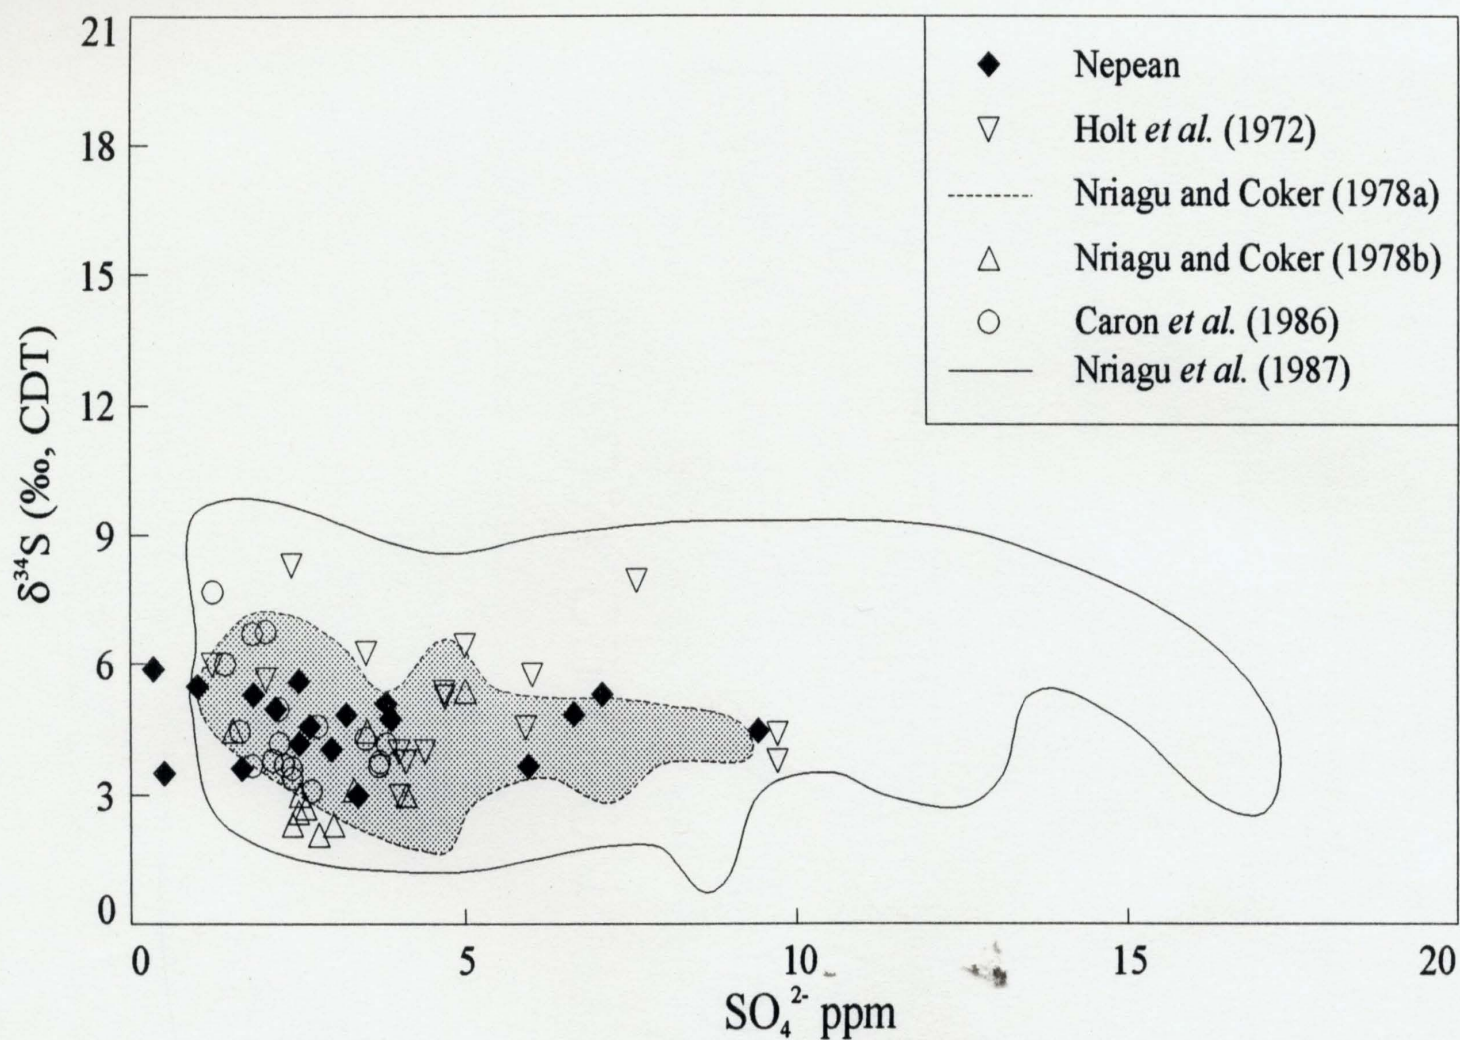 21
18
15
12
9
6
3
0
δ³⁴S (‰, CDT)
Nepean
Holt et al. (1972)
Nriagu and Coker (1978a)
Nriagu and Coker (1978b)
Caron et al. (1986)
Nriagu et al. (1987)
0 5 10 15 20
SO₄²⁻ ppm